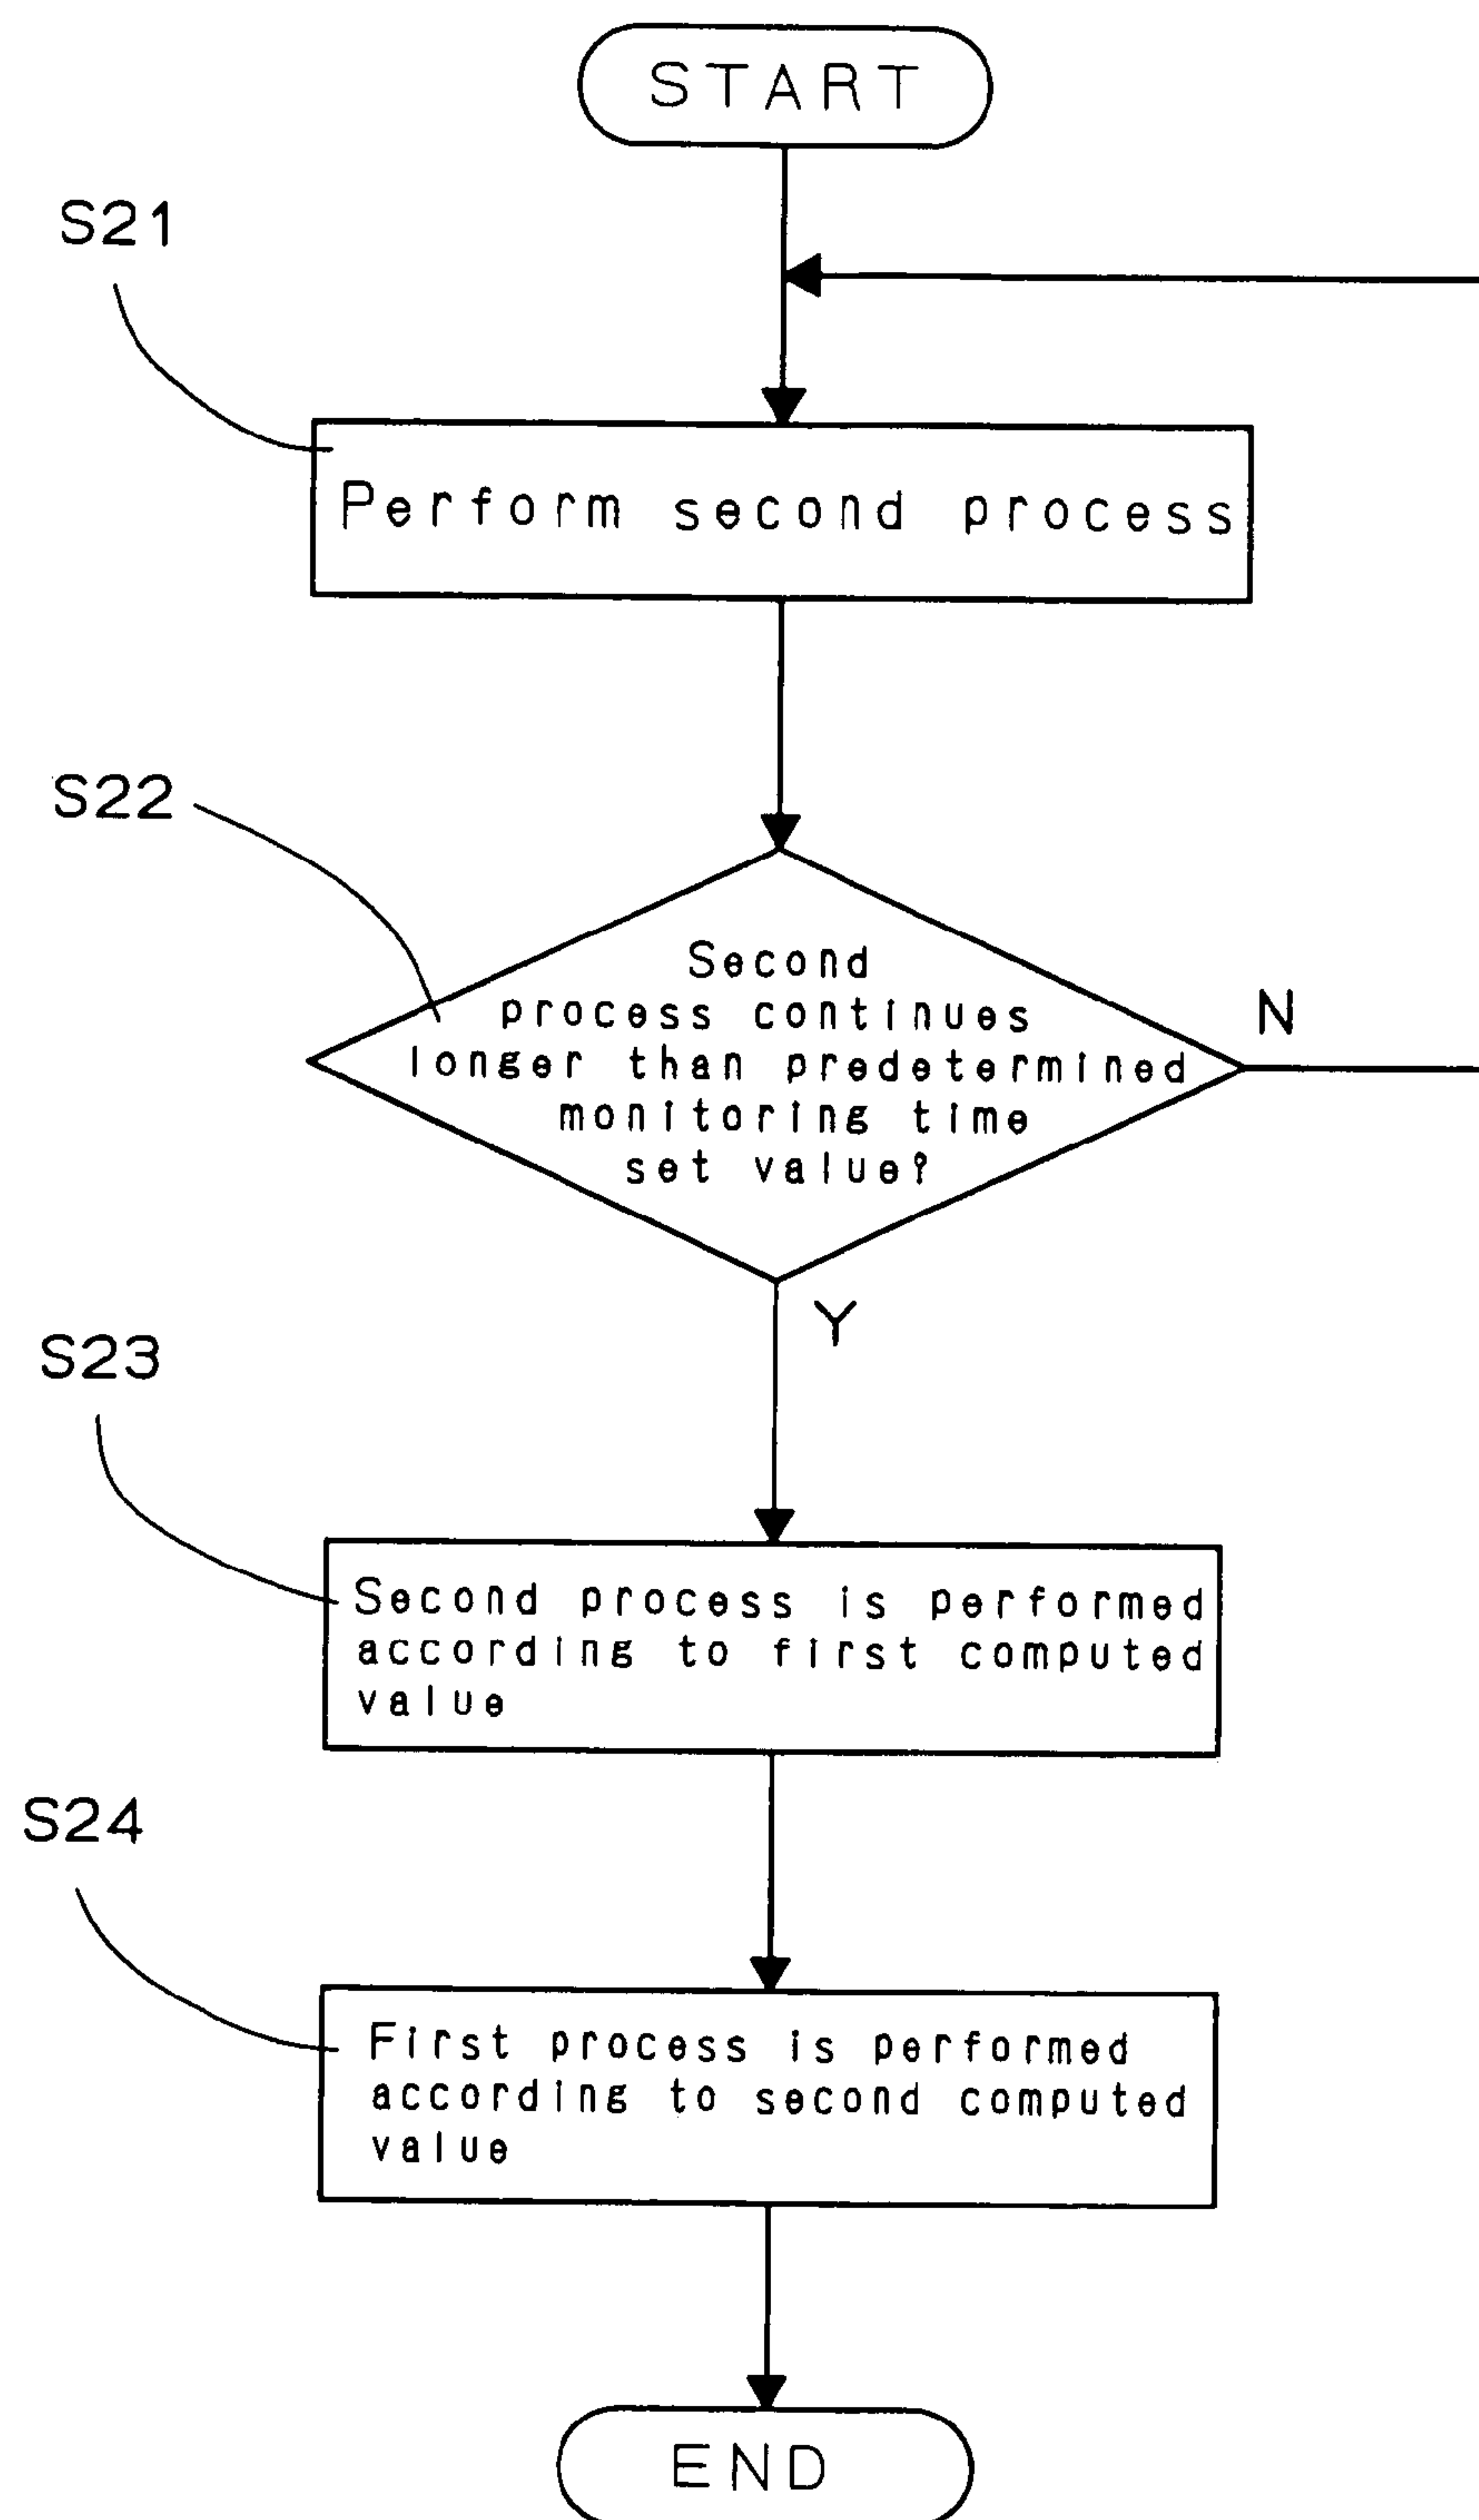 START
S21
Perform second process
S22
Second
process continues
longer than predetermined
monitoring time
set value?
N
Y
S23
Second process is performed
according to first computed
value
S24
First process is performed
according to second computed
value
END